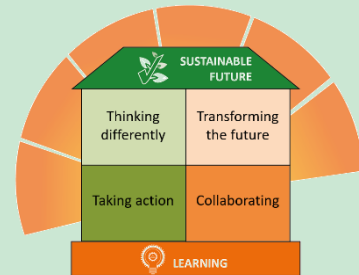 SUSTAINABLE
FUTURE
Thinking
differently
Transforming
the future
Taking action
Collaborating
LEARNING